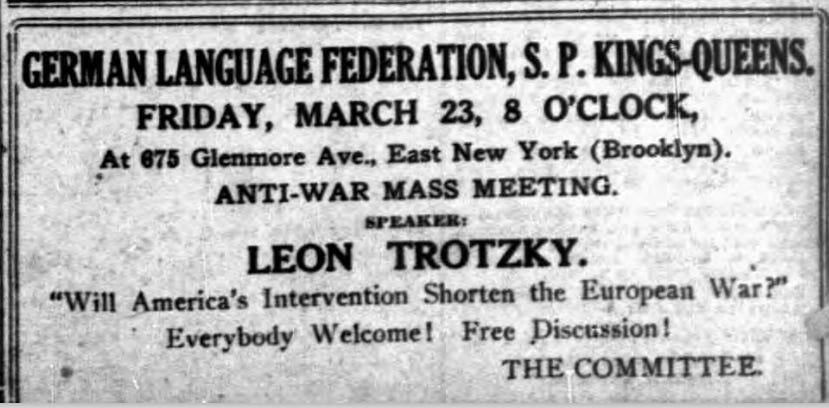 GERMAN LANGUAGE FEDERATION, S. P. KINGS-QUEENS.
FRIDAY, MARCH 23, 8 O'CLOCK,
At 675 Glenmore Ave., East New York (Brooklyn).
ANTI-WAR MASS MEETING.
SPEAKER:
LEON TROTZKY.
"Will America's Intervention Shorten the European War?"
Everybody Welcome! Free Discussion!
THE COMMITTEE.